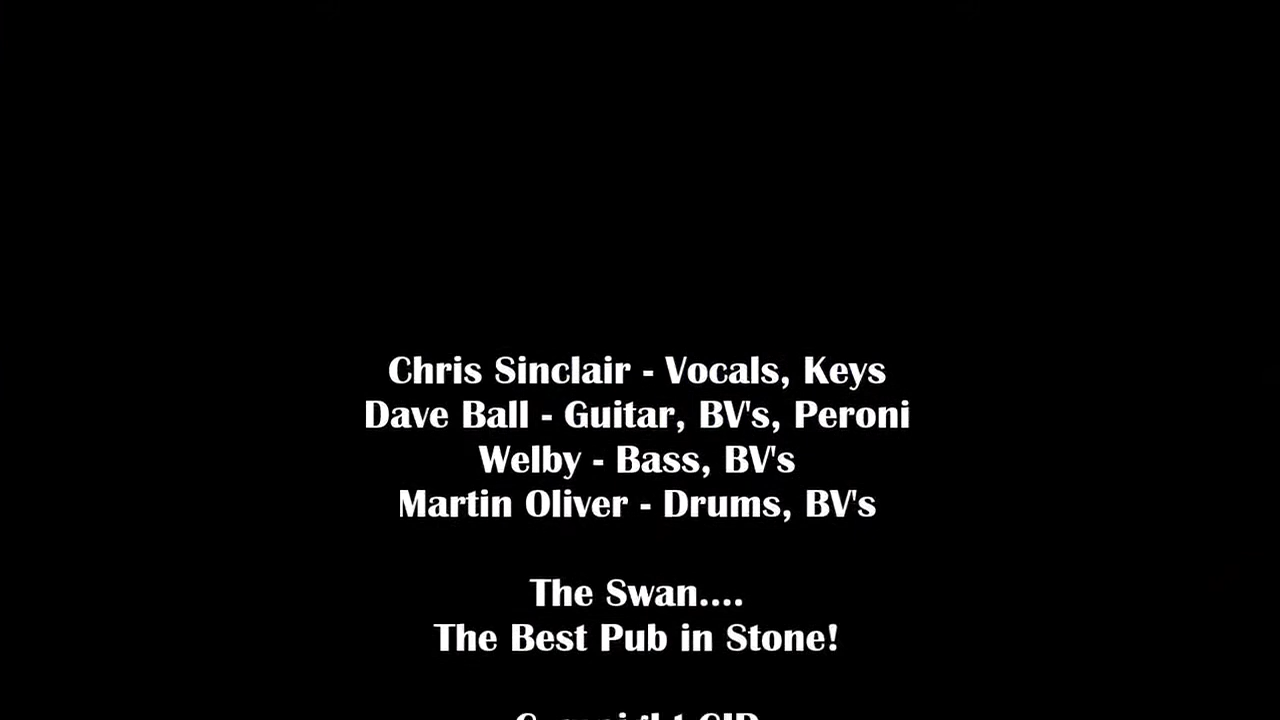 Chris Sinclair - Vocals, Keys
Dave Ball - Guitar, BV's, Peroni
Welby - Bass, BV's
Martin Oliver - Drums, BV's
The Swan....
The Best Pub in Stone!